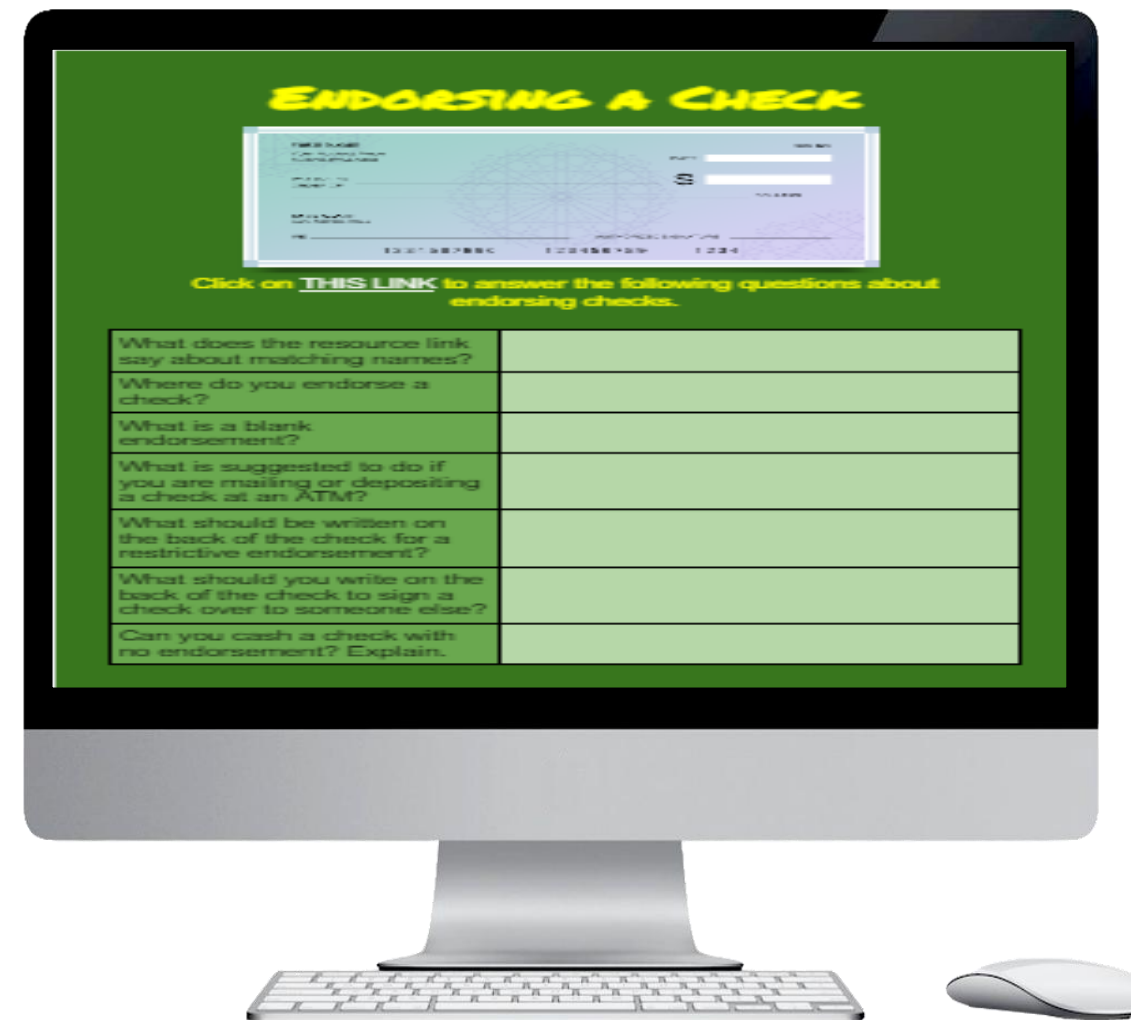 ENDORSING A CHECK
$
1234
Click on THIS LINK to answer the following questions about
endorsing checks.
What does the resource link
say about matching names?
Where do you endorse a
check?
What is a blank
endorsement?
What is suggested to do if
you are mailing or depositing
a check at an ATM?
What should be written on
the back of the check for a
restrictive endorsement?
What should you write on the
back of the check to sign a
check over to someone else?
Can you cash a check with
no endorsement? Explain.